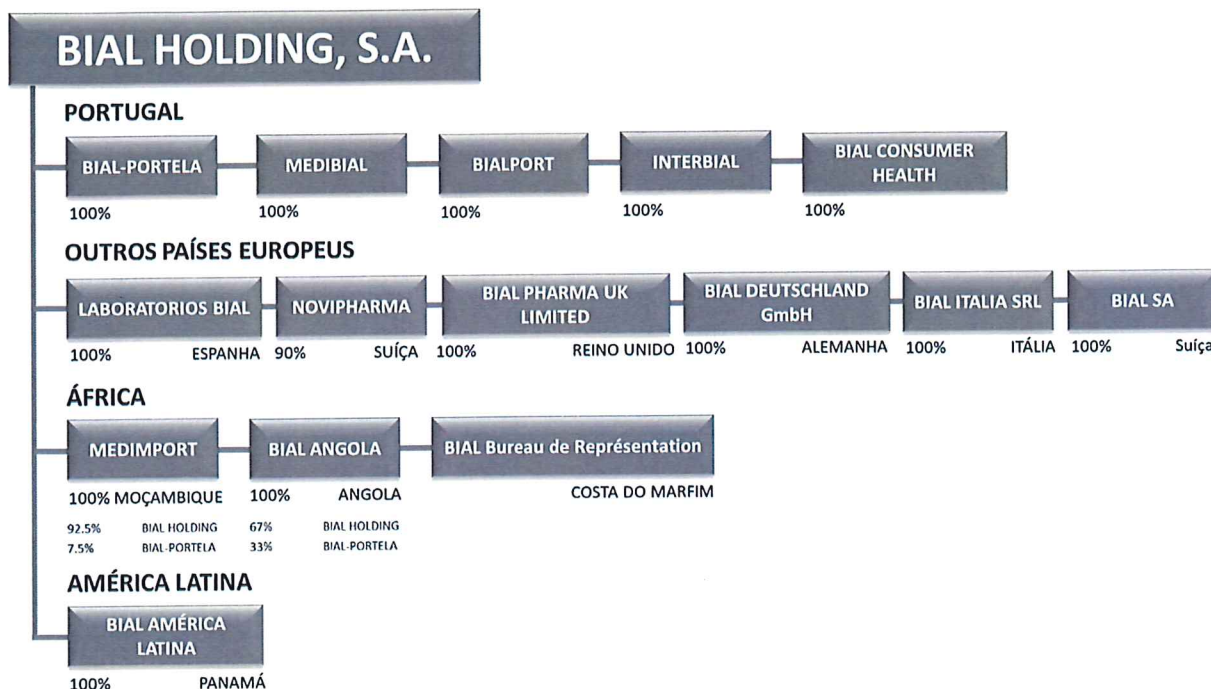 BIAL HOLDING, S.A.
PORTUGAL
BIAL-PORTELA
100%
MEDIBIAL
100%
BIALPORT
100%
INTERBIAL
100%
BIAL CONSUMER
HEALTH
100%
OUTROS PAÍSES EUROPEUS
LABORATORIOS BIAL
100% ESPANHA
NOVIPHARMA
90% SUÍÇA
BIAL PHARMA UK
LIMITED
100% REINO UNIDO
BIAL DEUTSCHLAND
GmbH
100% ALEMANHA
BIAL ITALIA SRL
100% ITÁLIA
BIAL SA
100% Suíça
ÁFRICA
MEDIMPORT
100% MOÇAMBIQUE
92.5% BIAL HOLDING
7.5% BIAL-PORTELA
BIAL ANGOLA
100% ANGOLA
67% BIAL HOLDING
33% BIAL-PORTELA
BIAL Bureau de Représentation
COSTA DO MARFIM
AMÉRICA LATINA
BIAL AMÉRICA
LATINA
100% PANAMÁ